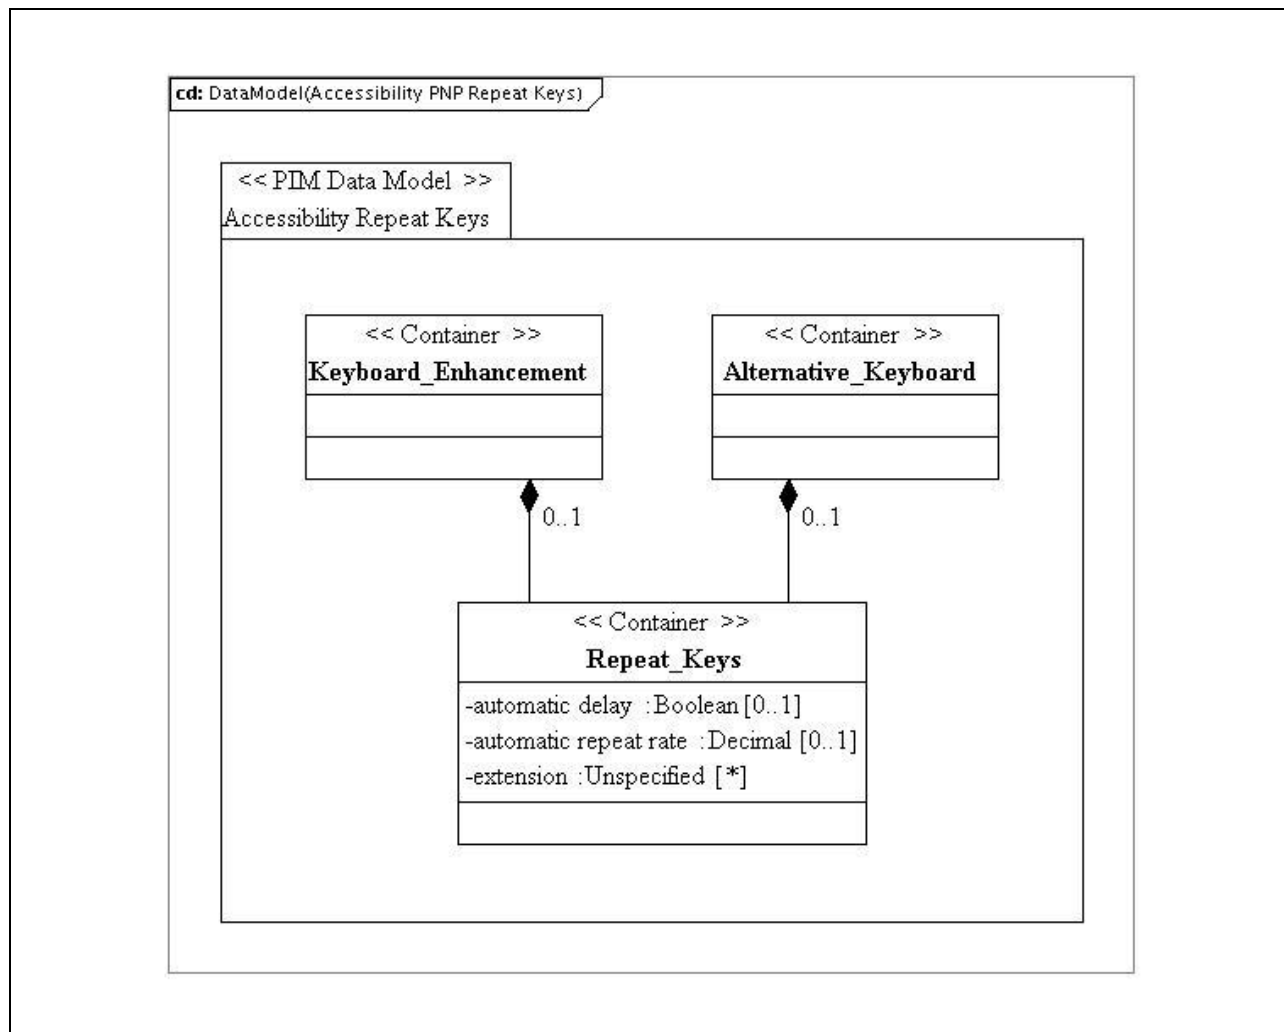 cd: DataModel(Accessibility PNP Repeat Keys)
<< PIM Data Model >>
Accessibility Repeat Keys
<< Container >>
Keyboard_Enhancement
<< Container >>
Alternative_Keyboard
0..1
0..1
<< Container >>
Repeat_Keys
-automatic delay :Boolean [0..1]
-automatic repeat rate :Decimal [0..1]
-extension :Unspecified [*]